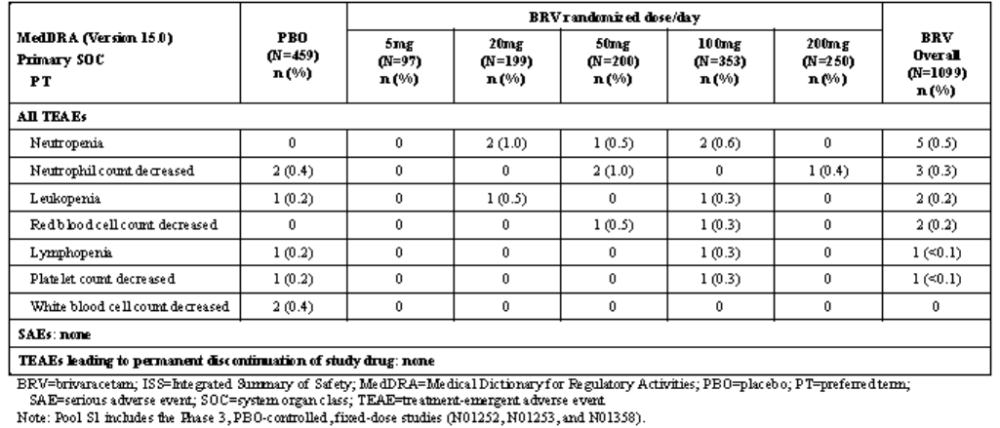 MedDRA (Version 15.0) Primary SOC PT | PBO (N=459) n (%) | BRV randomized dose/day | BRV Overall (N=1099) n (%)
5mg (N=97) n (%) | 20mg (N=199) n (%) | 50mg (N=200) n (%) | 100mg (N=353) n (%) | 200mg (N=250) n (%)
All TEAEs
Neutropenia | 0 | 0 | 2 (1.0) | 1 (0.5) | 2 (0.6) | 0 | 5 (0.5)
Neutrophil count decreased | 2 (0.4) | 0 | 0 | 2 (1.0) | 0 | 1 (0.4) | 3 (0.3)
Leukopenia | 1 (0.2) | 0 | 1 (0.5) | 0 | 1 (0.3) | 0 | 2 (0.2)
Red blood cell count decreased | 0 | 0 | 0 | 1 (0.5) | 1 (0.3) | 0 | 2 (0.2)
Lymphopenia | 1 (0.2) | 0 | 0 | 0 | 1 (0.3) | 0 | 1 (<0.1)
Platelet count decreased | 1 (0.2) | 0 | 0 | 0 | 1 (0.3) | 0 | 1 (<0.1)
White blood cell count decreased | 2 (0.4) | 0 | 0 | 0 | 0 | 0 | 0
SAEs: none
TEAEs leading to permanent discontinuation of study drug: none
BRV=brivaracetam; ISS=Integrated Summary of Safety; MedDRA=Medical Dictionary for Regulatory Activities; PBO=placebo; PT=preferred term;
SAE=serious adverse event; SOC=system organ class; TEAE=treatment-emergent adverse event
Note: Pool S1 includes the Phase 3, PBO-controlled, fixed-dose studies (N01252, N01253, and N01358).